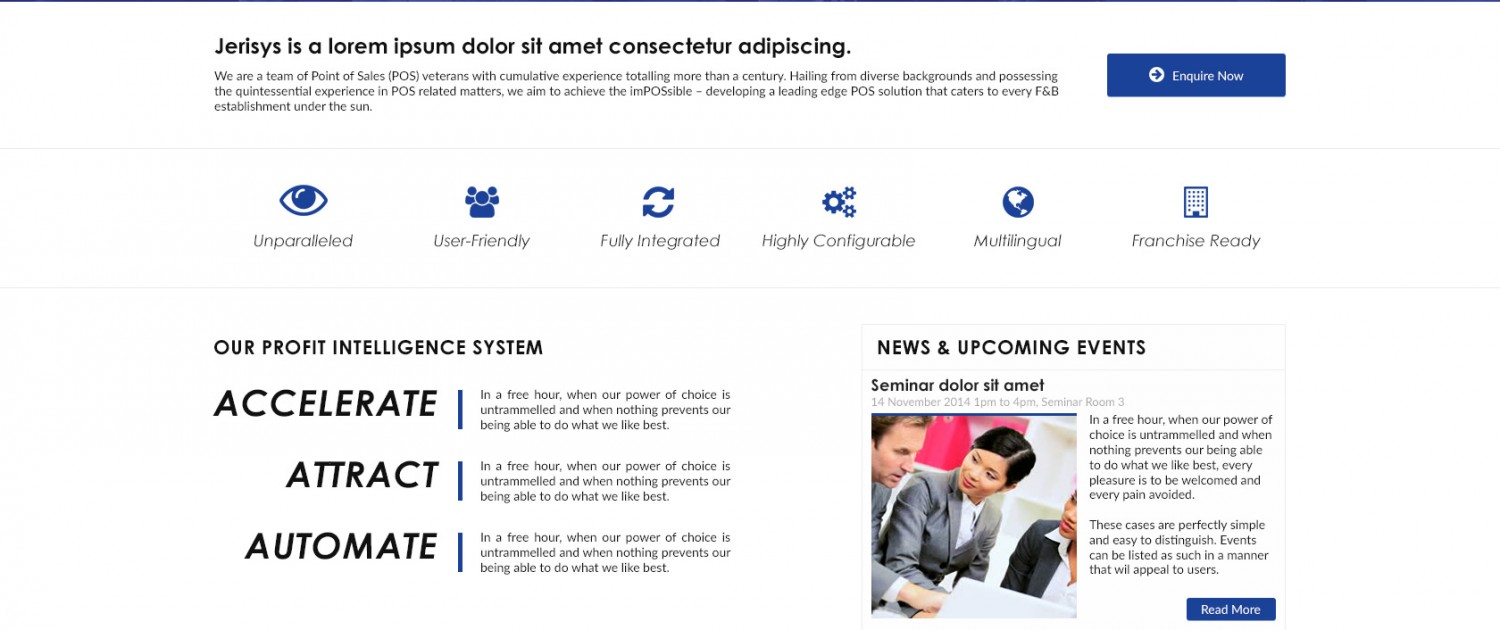 Jerisys is a lorem ipsum dolor sit amet consectetur adipiscing.
We are a team of Point of Sales (POS) veterans with cumulative experience totalling more than a century. Hailing from diverse backgrounds and possessing
the quintessential experience in POS related matters, we aim to achieve the imPOSsible – developing a leading edge POS solution that caters to every F&B
establishment under the sun.
Enquire Now
Unparalleled
User-Friendly
Fully Integrated
Highly Configurable
Multilingual
Franchise Ready
OUR PROFIT INTELLIGENCE SYSTEM
ACCELERATE
In a free hour, when our power of choice is
untrammelled and when nothing prevents our
being able to do what we like best.
ATTRACT
In a free hour, when our power of choice is
untrammelled and when nothing prevents our
being able to do what we like best.
AUTOMATE
In a free hour, when our power of choice is
untrammelled and when nothing prevents our
being able to do what we like best.
NEWS & UPCOMING EVENTS
Seminar dolor sit amet
14 November 2014 1pm to 4pm, Seminar Room 3
In a free hour, when our power of
choice is untrammelled and when
nothing prevents our being able
to do what we like best, every
pleasure is to be welcomed and
every pain avoided.
These cases are perfectly simple
and easy to distinguish. Events
can be listed as such in a manner
that wil appeal to users.
Read More